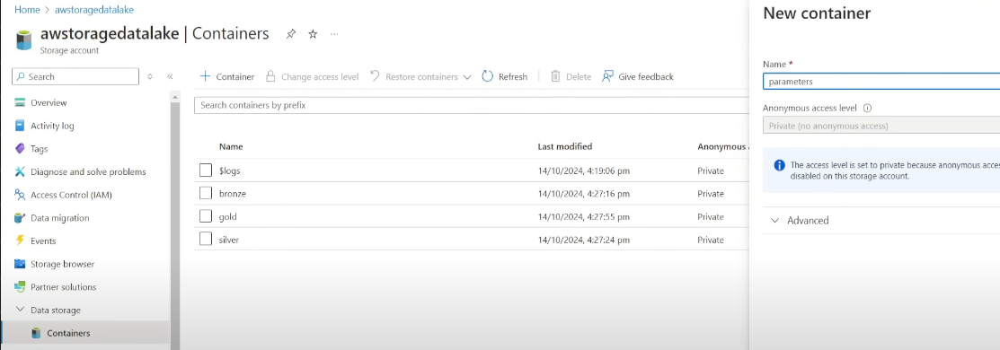 Home > awstoragedatalake
awstoragedatalake | Containers
Storage account
Search
Overview
Activity log
Tags
Diagnose and solve problems
Access Control (IAM)
Data migration
Events
Storage browser
Partner solutions
Data storage
Containers
+ Container Change access level Restore containers Refresh Delete Give feedback
Search containers by prefix
Name Last modified Anonymous a
$logs 14/10/2024, 4:19:06 pm Private
bronze 14/10/2024, 4:27:16 pm Private
gold 14/10/2024, 4:27:55 pm Private
silver 14/10/2024, 4:27:24 pm Private
New container
Name *
parameters
Anonymous access level
Private (no anonymous access)
The access level is set to private because anonymous acce
disabled on this storage account.
Advanced